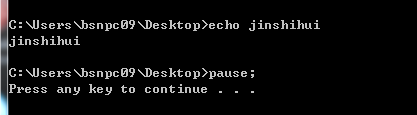 C:\Users\bsnpc09\Desktop>echo jinshihui
jinshihui
C:\Users\bsnpc09\Desktop>pause;
Press any key to continue . . .